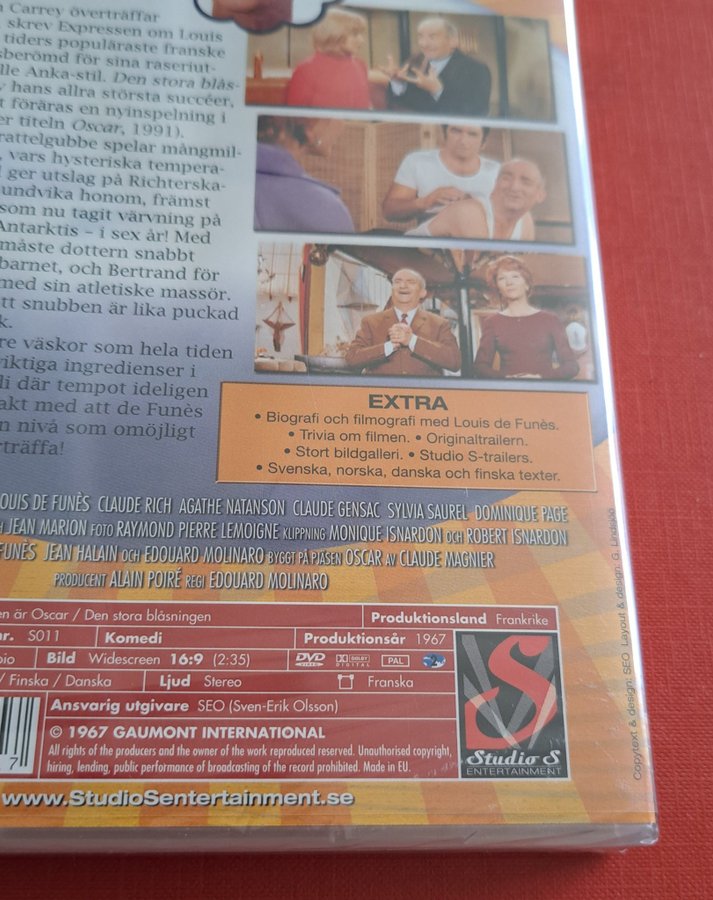 Carrey överträffar
, skrev Expressen om Louis
tiders populäraste franske
sberömd för sina raseriut-
lle Anka-stil. Den stora blås-
hans allra största succéer,
t föräras en nyinspelning i
er titeln Oscar, 1991).
rattelgubbe spelar mångmil-
, vars hysteriska tempera-
ger utslag på Richterska-
undvika honom, främst
som nu tagit värvning på
Antarktis – i sex år! Med
måste dottern snabbt
barnet, och Bertrand för
med sin atletiske massör.
tt snubben är lika puckad
k.
re väskor som hela tiden
viktiga ingredienser i
li där tempot ideligen
akt med att de Funès
n nivå som omöjligt
rträffa!
EXTRA
• Biografi och filmografi med Louis de Funès.
• Trivia om filmen. • Originaltrailern.
• Stort bildgalleri. • Studio S-trailers.
• Svenska, norska, danska och finska texter.
LOUIS DE FUNÈS CLAUDE RICH AGATHE NATANSON CLAUDE GENSAC SYLVIA SAUREL DOMINIQUE PAGE
JEAN MARION FOTO RAYMOND PIERRE LEMOIGNE KLIPPNING MONIQUE ISNARDON OCH ROBERT ISNARDON
FUNÈS JEAN HALAIN OCH EDOUARD MOLINARO BYGGT PÅ PJÄSEN OSCAR AV CLAUDE MAGNIER
PRODUCENT ALAIN POIRÉ REGI EDOUARD MOLINARO
en är Oscar / Den stora blåsningen
Produktionsland Frankrike
nr. S011 Komedi Produktionsår 1967
bio Bild Widescreen 16:9 (2:35) DVD VIDEO DOLBY DIGITAL PAL
/ Finska / Danska Ljud Stereo Franska
Ansvarig utgivare SEO (Sven-Erik Olsson)
© 1967 GAUMONT INTERNATIONAL
All rights of the producers and the owner of the work reproduced reserved. Unauthorised copyright,
hiring, lending, public performance of broadcasting of the record prohibited. Made in EU.
S
Studio S
ENTERTAINMENT
7
www.StudioSentertainment.se
Copytext & design: SEO Layout & design: G. Lindskio